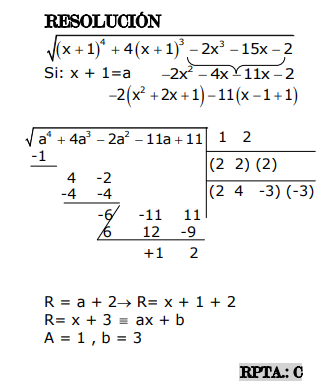 RESOLUCIÓN
√(x + 1)⁴ + 4(x + 1)³ − 2x³ − 15x − 2
Si: x + 1=a −2x² − 4x − 11x − 2
−2(x² + 2x + 1) − 11(x − 1 + 1)
√a⁴ + 4a³ − 2a² − 11a + 11 1 2
-1 (2 2) (2)
4 -2 (2 4 -3) (-3)
-4 -4
-6 -11 11
6 12 -9
+1 2
R = a + 2→ R= x + 1 + 2
R= x + 3 ≡ ax + b
A = 1 , b = 3
RPTA.: C